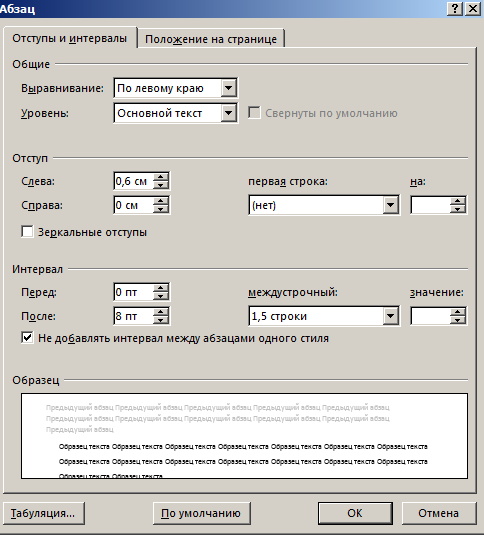 Абзац
Отступы и интервалы Положение на странице
Общие
Выравнивание: По левому краю
Уровень: Основной текст Свернуты по умолчанию
Отступ
Слева: 0,6 см первая строка: на:
Справа: 0 см (нет)
Зеркальные отступы
Интервал
Перед: 0 пт междустрочный: значение:
После: 8 пт 1,5 строки
Не добавлять интервал между абзацами одного стиля
Образец
Предыдущий абзац Предыдущий абзац Предыдущий абзац Предыдущий абзац Предыдущий абзац
Предыдущий абзац Предыдущий абзац Предыдущий абзац Предыдущий абзац Предыдущий абзац
Предыдущий абзац
Образец текста Образец текста Образец текста Образец текста Образец текста Образец текста Образец текста
Образец текста Образец текста Образец текста Образец текста Образец текста Образец текста Образец текста
Образец текста Образец текста
Табуляция... По умолчанию ОК Отмена